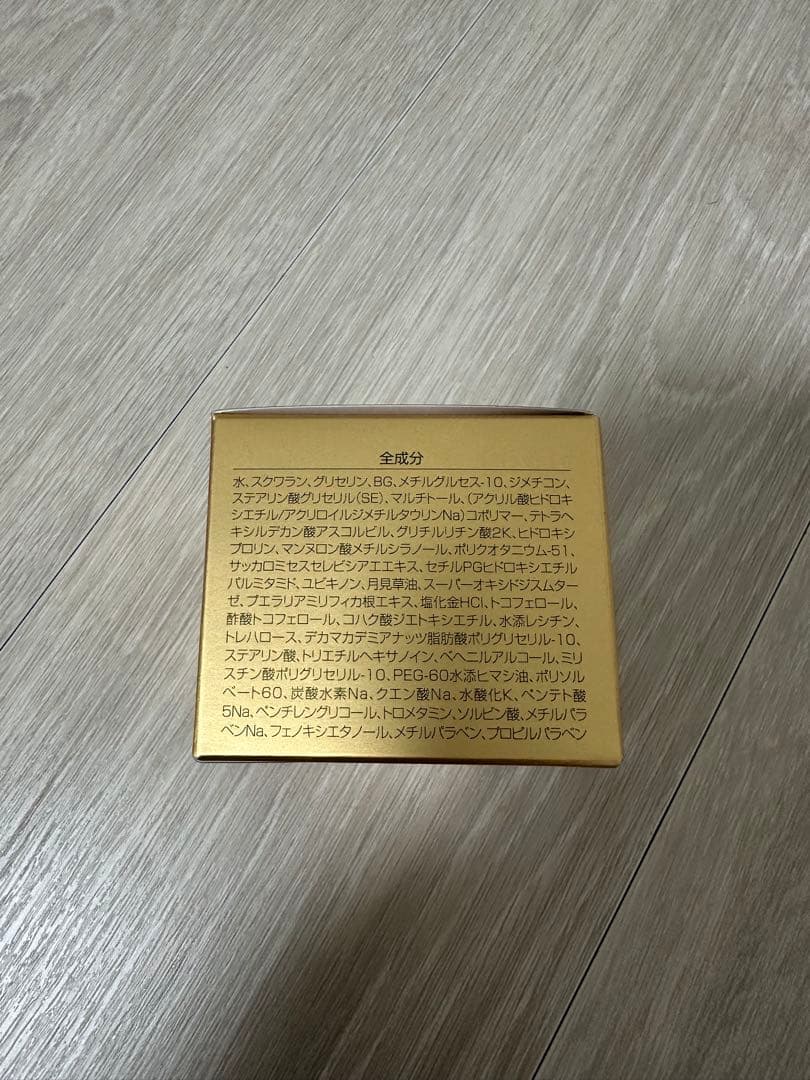 全成分
水、スクワラン、グリセリン、BG、メチルグルセス-10、ジメチコン、
ステアリン酸グリセリル(SE)、マルチトール、(アクリル酸ヒドロキ
シエチル/アクリロイルジメチルタウリンNa)コポリマー、テトラヘ
キシルデカン酸アスコルビル、グリチルリチン酸2K、ヒドロキシ
プロリン、マンヌロン酸メチルシラノール、ポリクオタニウム-51、
サッカロミセスセレビシアエエキス、セチルPGヒドロキシエチル
パルミタミド、ユビキノン、月見草油、スーパーオキシドジスムター
ゼ、プエラリアミリフィカ根エキス、塩化金HCl、トコフェロール、
酢酸トコフェロール、コハク酸ジエトキシエチル、水添レシチン、
トレハロース、デカマカデミアナッツ脂肪酸ポリグリセリル-10、
ステアリン酸、トリエチルヘキサノイン、ベヘニルアルコール、ミリ
スチン酸ポリグリセリル-10、PEG-60水添ヒマシ油、ポリソル
ベート60、炭酸水素Na、クエン酸Na、水酸化K、ペンテト酸
5Na、ペンチレングリコール、トロメタミン、ソルビン酸、メチルパラ
ベンNa、フェノキシエタノール、メチルパラベン、プロピルパラベン